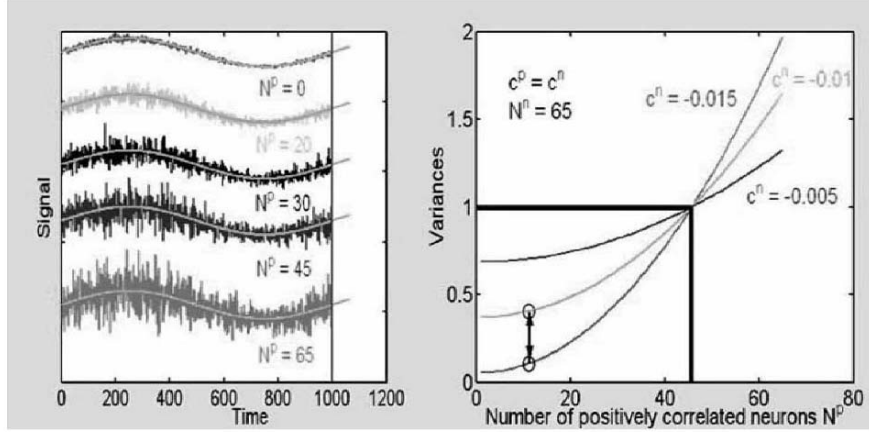 Signal
N^p = 0
N^p = 20
N^p = 30
N^p = 45
N^p = 65
0 200 400 600 800 1000 1200
Time
Variances
2
1.5
1
0.5
0
c^p = c^n
N^n = 65
c^n = -0.015
c^n = -0.01
c^n = -0.005
0 20 40 60 80
Number of positively correlated neurons N^p